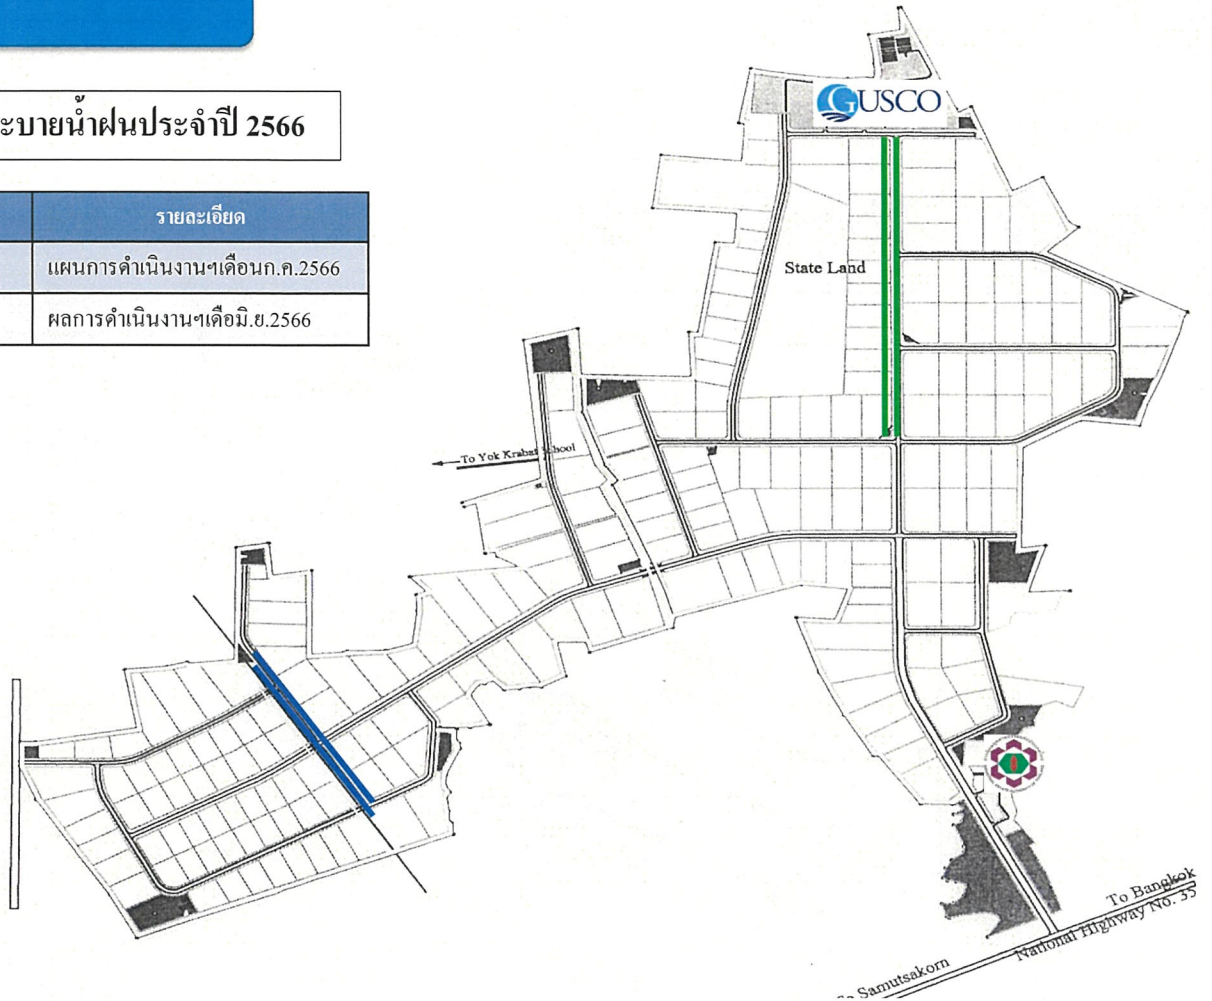 ะบายน้ำฝนประจำปี 2566
รายละเอียด
แผนการดำเนินงานฯเดือนก.ค.2566
ผลการดำเนินงานฯเดือมิ.ย.2566
GUSCO
State Land
To Yok Krabat School
To Bangkok
National Highway No. 35
To Samutsakorn